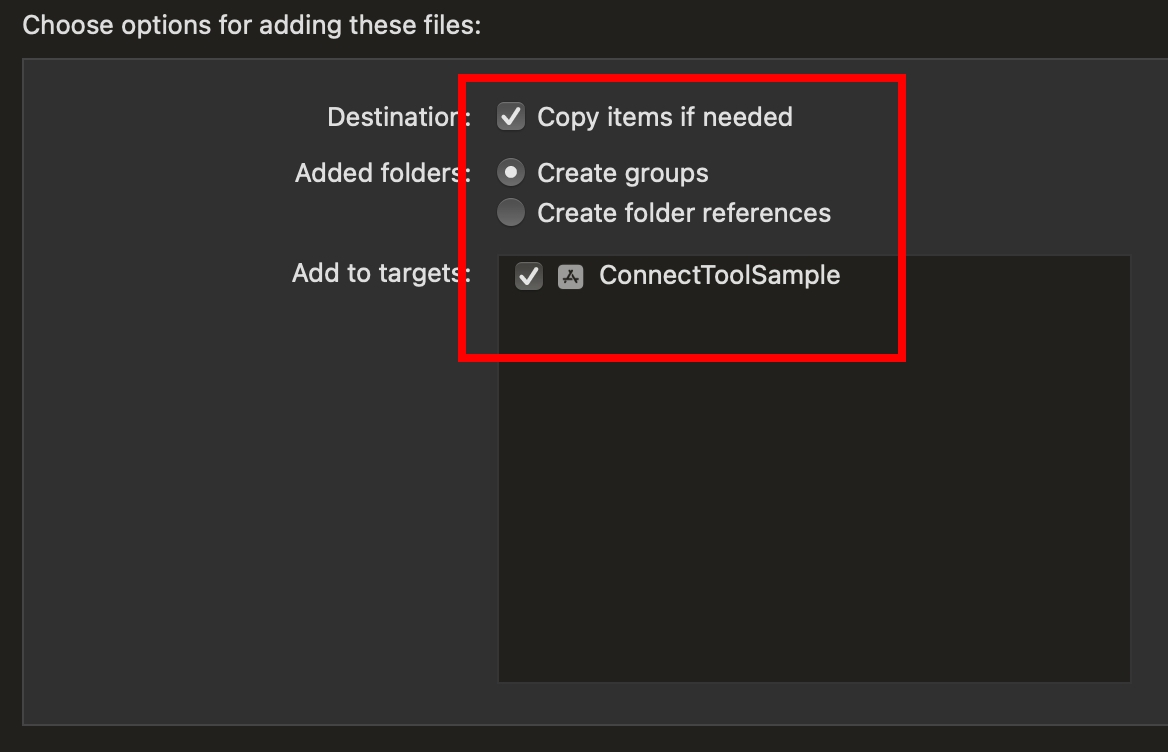 Choose options for adding these files:
Destination: Copy items if needed
Added folders: Create groups
Create folder references
Add to targets: ConnectToolSample